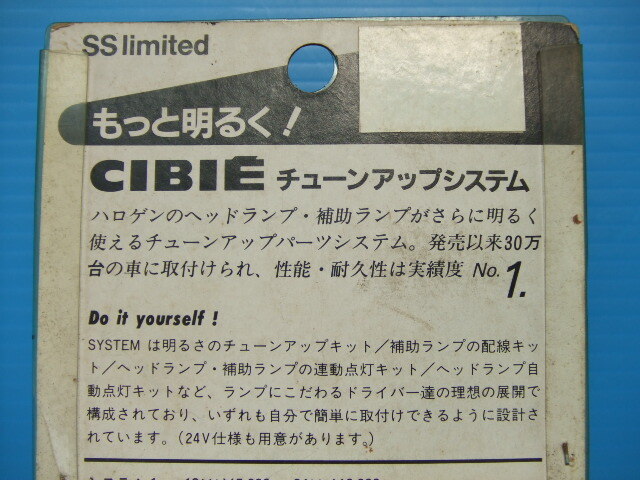 SS limited
もっと明るく！
CIBIÉ チューンアップシステム
ハロゲンのヘッドランプ・補助ランプがさらに明るく
使えるチューンアップパーツシステム。発売以来30万
台の車に取付けられ、性能・耐久性は実績度 No.1.
Do it yourself !
SYSTEM は明るさのチューンアップキット／補助ランプの配線キッ
ト／ヘッドランプ・補助ランプの連動点灯キット／ヘッドランプ自
動点灯キットなど、ランプにこだわるドライバー達の理想の展開で
構成されており、いずれも自分で簡単に取付けできるように設計さ
れています。（24V仕様も用意があります。）